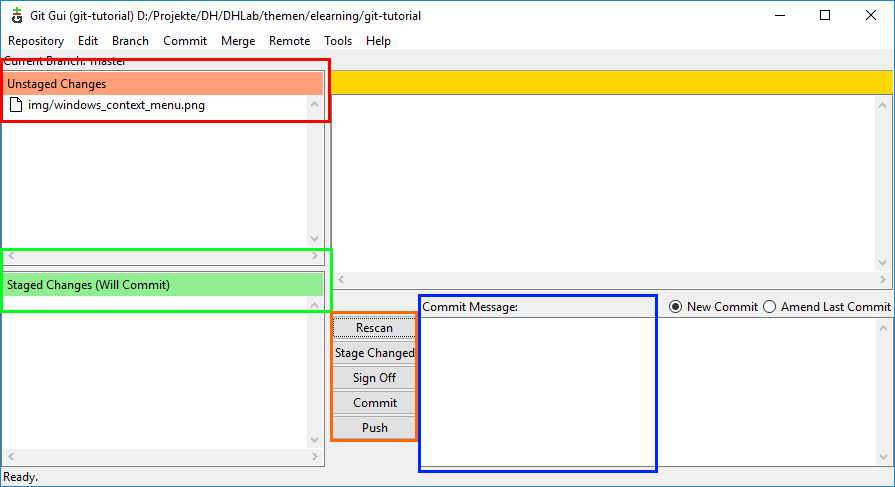 Git Gui (git-tutorial) D:/Projekte/DH/DHLab/themen/elearning/git-tutorial
Repository Edit Branch Commit Merge Remote Tools Help
Current Branch: master
Unstaged Changes
img/windows_context_menu.png
Staged Changes (Will Commit)
Commit Message: New Commit Amend Last Commit
Rescan
Stage Changed
Sign Off
Commit
Push
Ready.